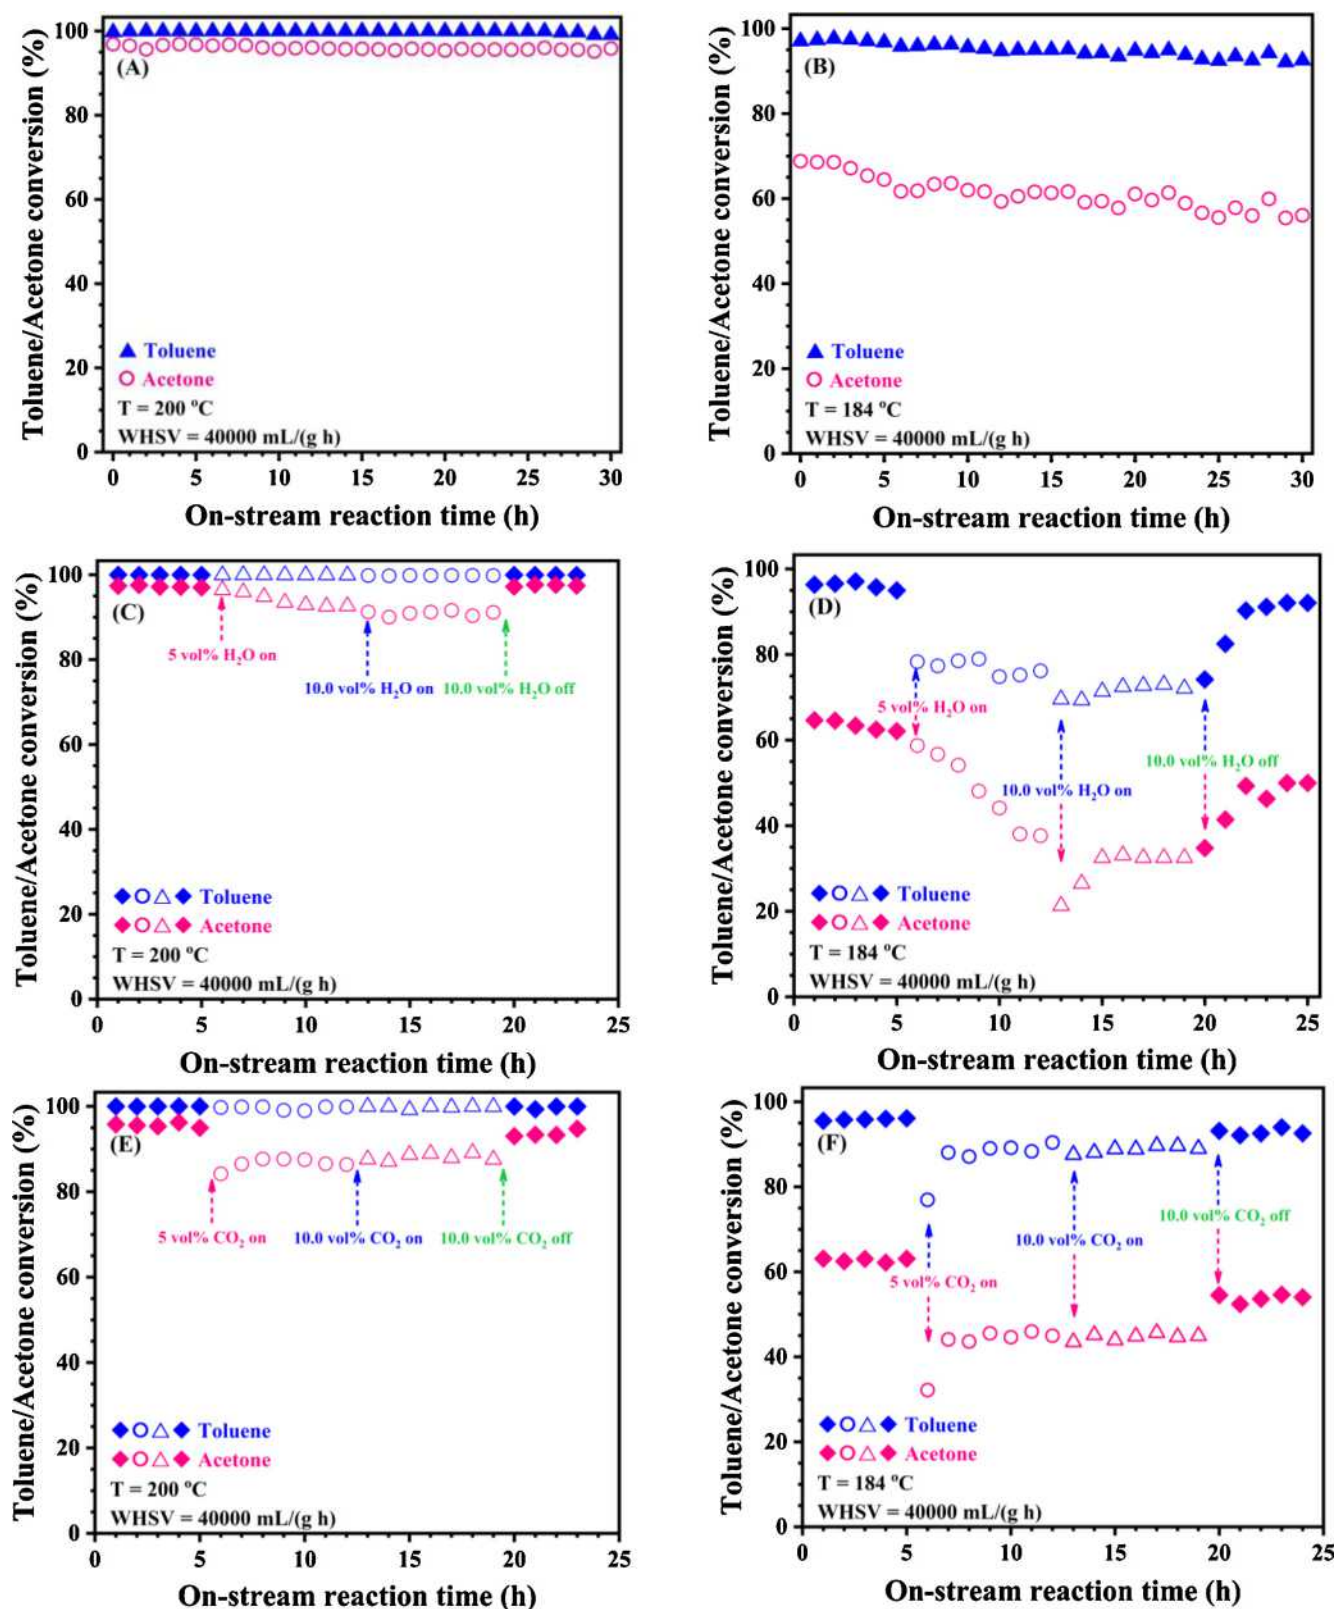 Toluene/Acetone conversion (%)
100
80
60
40
20
0
(A)
Toluene
Acetone
T = 200 °C
WHSV = 40000 mL/(g h)
0 5 10 15 20 25 30
On-stream reaction time (h)
Toluene/Acetone conversion (%)
100
80
60
40
20
0
(B)
Toluene
Acetone
T = 184 °C
WHSV = 40000 mL/(g h)
0 5 10 15 20 25 30
On-stream reaction time (h)
Toluene/Acetone conversion (%)
100
80
60
40
20
0
(C)
5 vol% H₂O on
10.0 vol% H₂O on
10.0 vol% H₂O off
Toluene
Acetone
T = 200 °C
WHSV = 40000 mL/(g h)
0 5 10 15 20 25
On-stream reaction time (h)
Toluene/Acetone conversion (%)
100
80
60
40
20
0
(D)
5 vol% H₂O on
10.0 vol% H₂O on
10.0 vol% H₂O off
Toluene
Acetone
T = 184 °C
WHSV = 40000 mL/(g h)
0 5 10 15 20 25
On-stream reaction time (h)
Toluene/Acetone conversion (%)
100
80
60
40
20
0
(E)
5 vol% CO₂ on
10.0 vol% CO₂ on
10.0 vol% CO₂ off
Toluene
Acetone
T = 200 °C
WHSV = 40000 mL/(g h)
0 5 10 15 20 25
On-stream reaction time (h)
Toluene/Acetone conversion (%)
100
80
60
40
20
0
(F)
5 vol% CO₂ on
10.0 vol% CO₂ on
10.0 vol% CO₂ off
Toluene
Acetone
T = 184 °C
WHSV = 40000 mL/(g h)
0 5 10 15 20 25
On-stream reaction time (h)